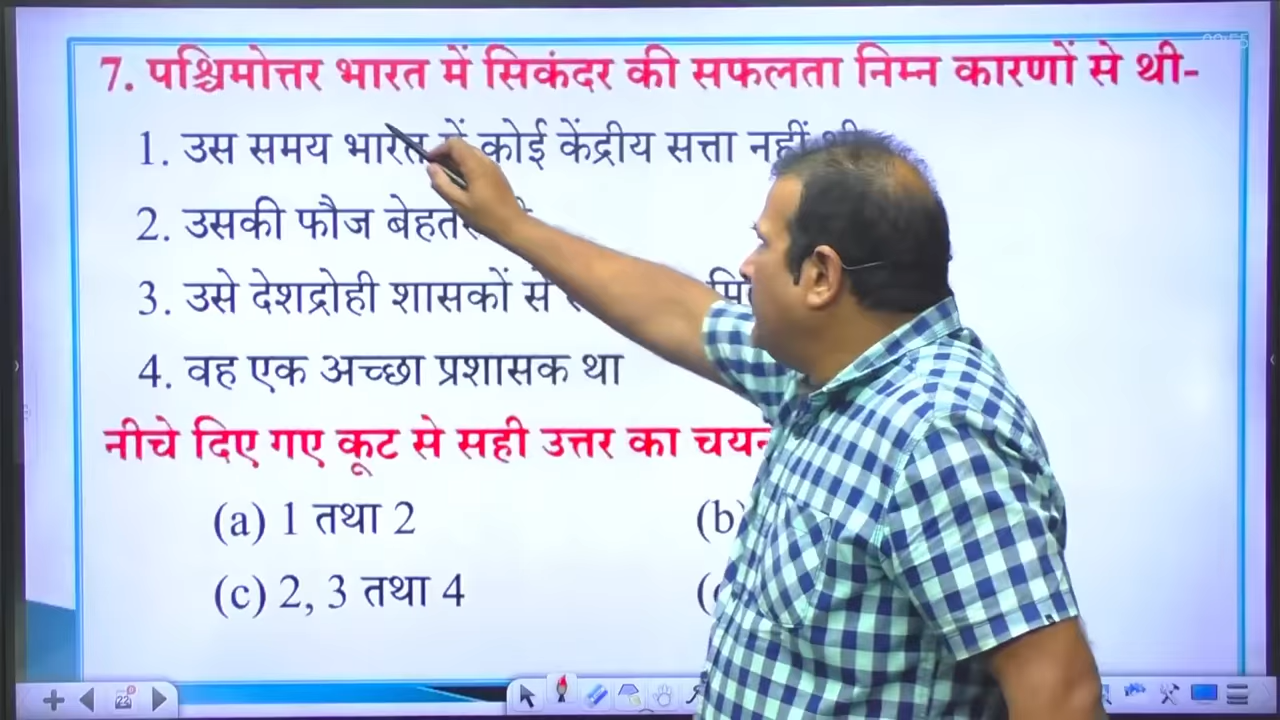 7. पश्चिमोत्तर भारत में सिकंदर की सफलता निम्न कारणों से थी-
1. उस समय भारत में कोई केंद्रीय सत्ता नहीं थी
2. उसकी फौज बेहतर
3. उसे देशद्रोही शासकों से
4. वह एक अच्छा प्रशासक था
नीचे दिए गए कूट से सही उत्तर का चयन
(a) 1 तथा 2
(b)
(c) 2, 3 तथा 4
22